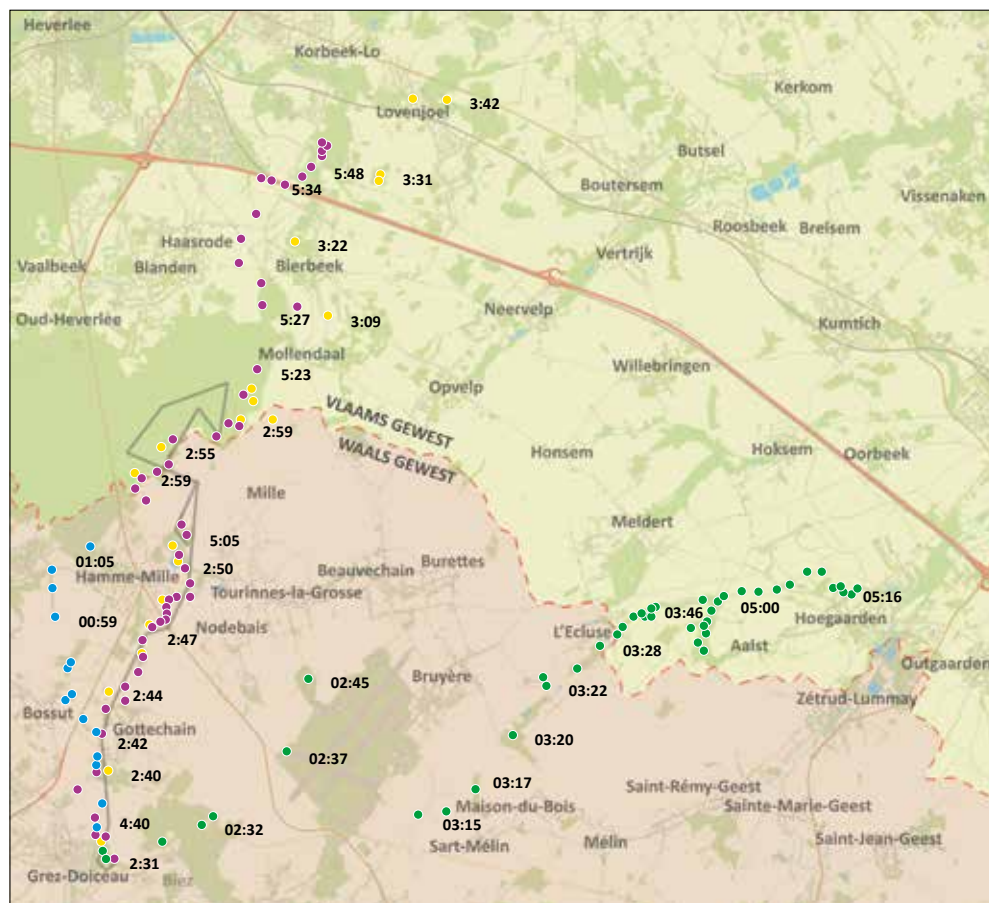 Heverlee
Korbeek-Lo
Kerkom
Lovenjoel
3:42
Butsel
5:48
3:31
Boutersem
Vissenaken
5:34
Roosbeek
Breisem
Haasrode
3:22
Vertrijk
Vaalbeek
Blanden
Bierbeek
Neervelp
Oud-Heverlee
5:27
3:09
Kumtich
Mollendaal
Willebringen
5:23
Opvelp
VLAAMS GEWEST
2:59
WAALS GEWEST
2:55
Honsem
Hoksem
Oorbeek
2:59
Mille
Meldert
5:05
01:05
Burettes
2:50
Beauvechain
Hamme-Mille
Tourinnes-la-Grosse
05:16
05:00
03:46
00:59
Nodebais
L'Ecluse
Hoegaarden
2:47
03:28
Aalst
Outgaarden
Bruyère
02:45
03:22
2:44
Zétrud-Lummay
Bossut
Gottechain
2:42
03:20
02:37
2:40
03:17
Saint-Rémy-Geest
Maison-du-Bois
Sainte-Marie-Geest
4:40
02:32
03:15
Sart-Mélin
Mélin
Saint-Jean-Geest
2:31
Grez-Doiceau
Biez